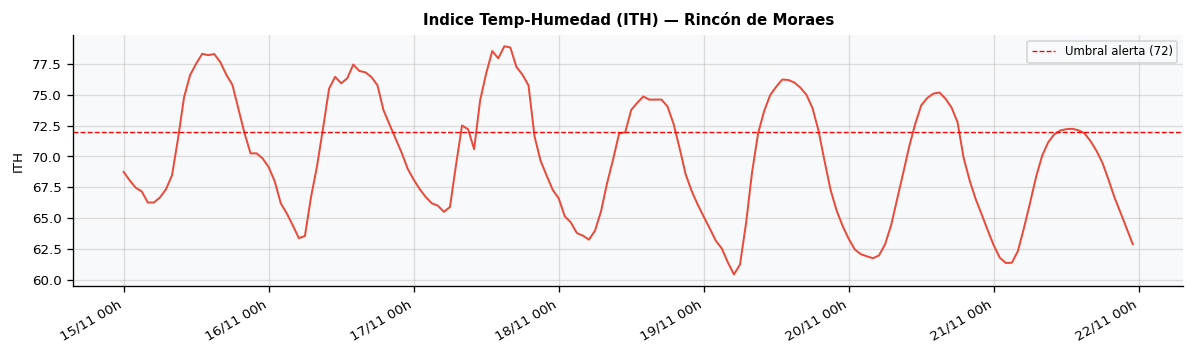 Indice Temp-Humedad (ITH) — Rincón de Moraes
Umbral alerta (72)
ITH
77.5
75.0
72.5
70.0
67.5
65.0
62.5
60.0
15/11 00h
16/11 00h
17/11 00h
18/11 00h
19/11 00h
20/11 00h
21/11 00h
22/11 00h